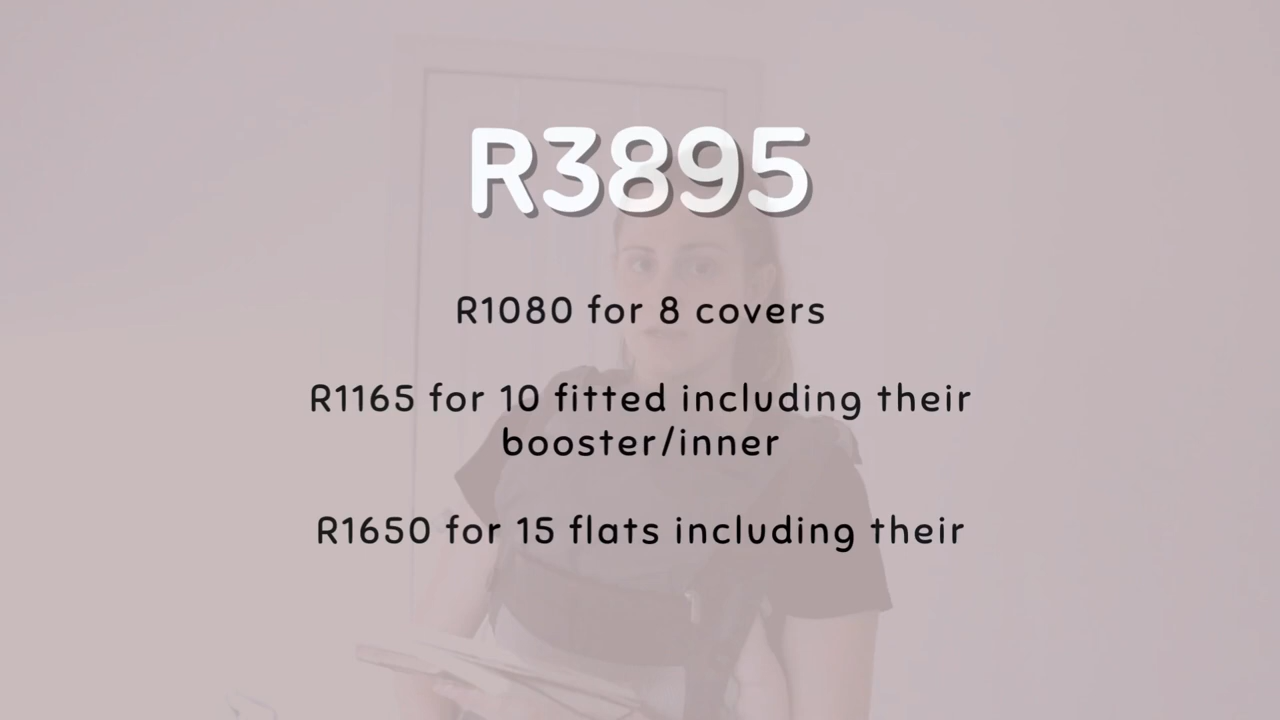 R3895
R1080 for 8 covers
R1165 for 10 fitted including their
booster/inner
R1650 for 15 flats including their